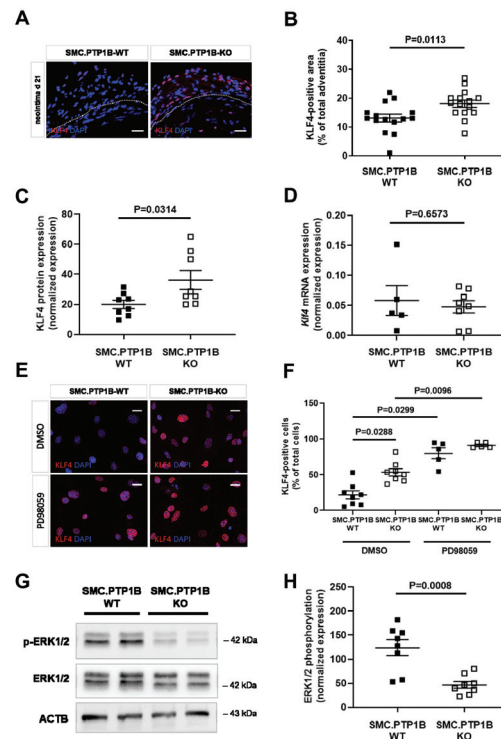 A
SMC.PTP1B-WT
SMC.PTP1B-KO
neointima d 21
KLF4 DAPI
KLF4 DAPI
B
P=0.0113
KLF4-positive area
(% of total adventitia)
40
30
20
10
0
SMC.PTP1B
WT
SMC.PTP1B
KO
C
P=0.0314
KLF4 protein expression
(normalized expression)
80
60
40
20
0
SMC.PTP1B
WT
SMC.PTP1B
KO
D
P=0.6573
Klf4 mRNA expression
(normalized expression)
0.20
0.15
0.10
0.05
0.00
SMC.PTP1B
WT
SMC.PTP1B
KO
E
SMC.PTP1B-WT
SMC.PTP1B-KO
DMSO
KLF4 DAPI
KLF4 DAPI
PD98059
KLF4 DAPI
KLF4 DAPI
F
P=0.0096
P=0.0299
P=0.0288
KLF4-positive cells
(% of total cells)
100
50
0
SMC.PTP1B
WT
SMC.PTP1B
KO
SMC.PTP1B
WT
SMC.PTP1B
KO
DMSO
PD98059
G
SMC.PTP1B
WT
SMC.PTP1B
KO
p-ERK1/2
– 42 kDa
ERK1/2
– 42 kDa
ACTB
– 43 kDa
H
P=0.0008
ERK1/2 phosphorylation
(normalized expression)
200
150
100
50
0
SMC.PTP1B
WT
SMC.PTP1B
KO